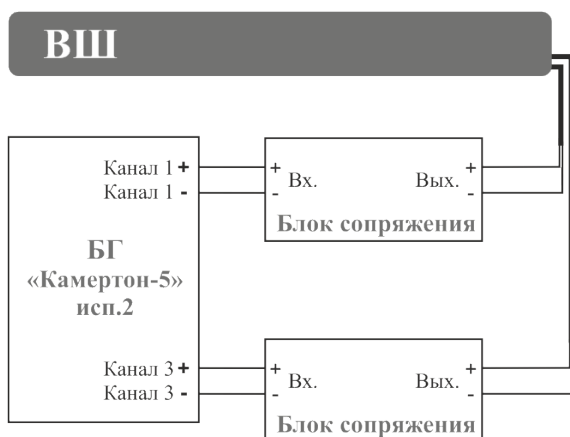 ВШ
Канал 1 +
Канал 1 -
+ Вх. Вых. +
- -
Блок сопряжения
БГ
«Камертон-5»
исп.2
Канал 3 +
Канал 3 -
+ Вх. Вых. +
- -
Блок сопряжения